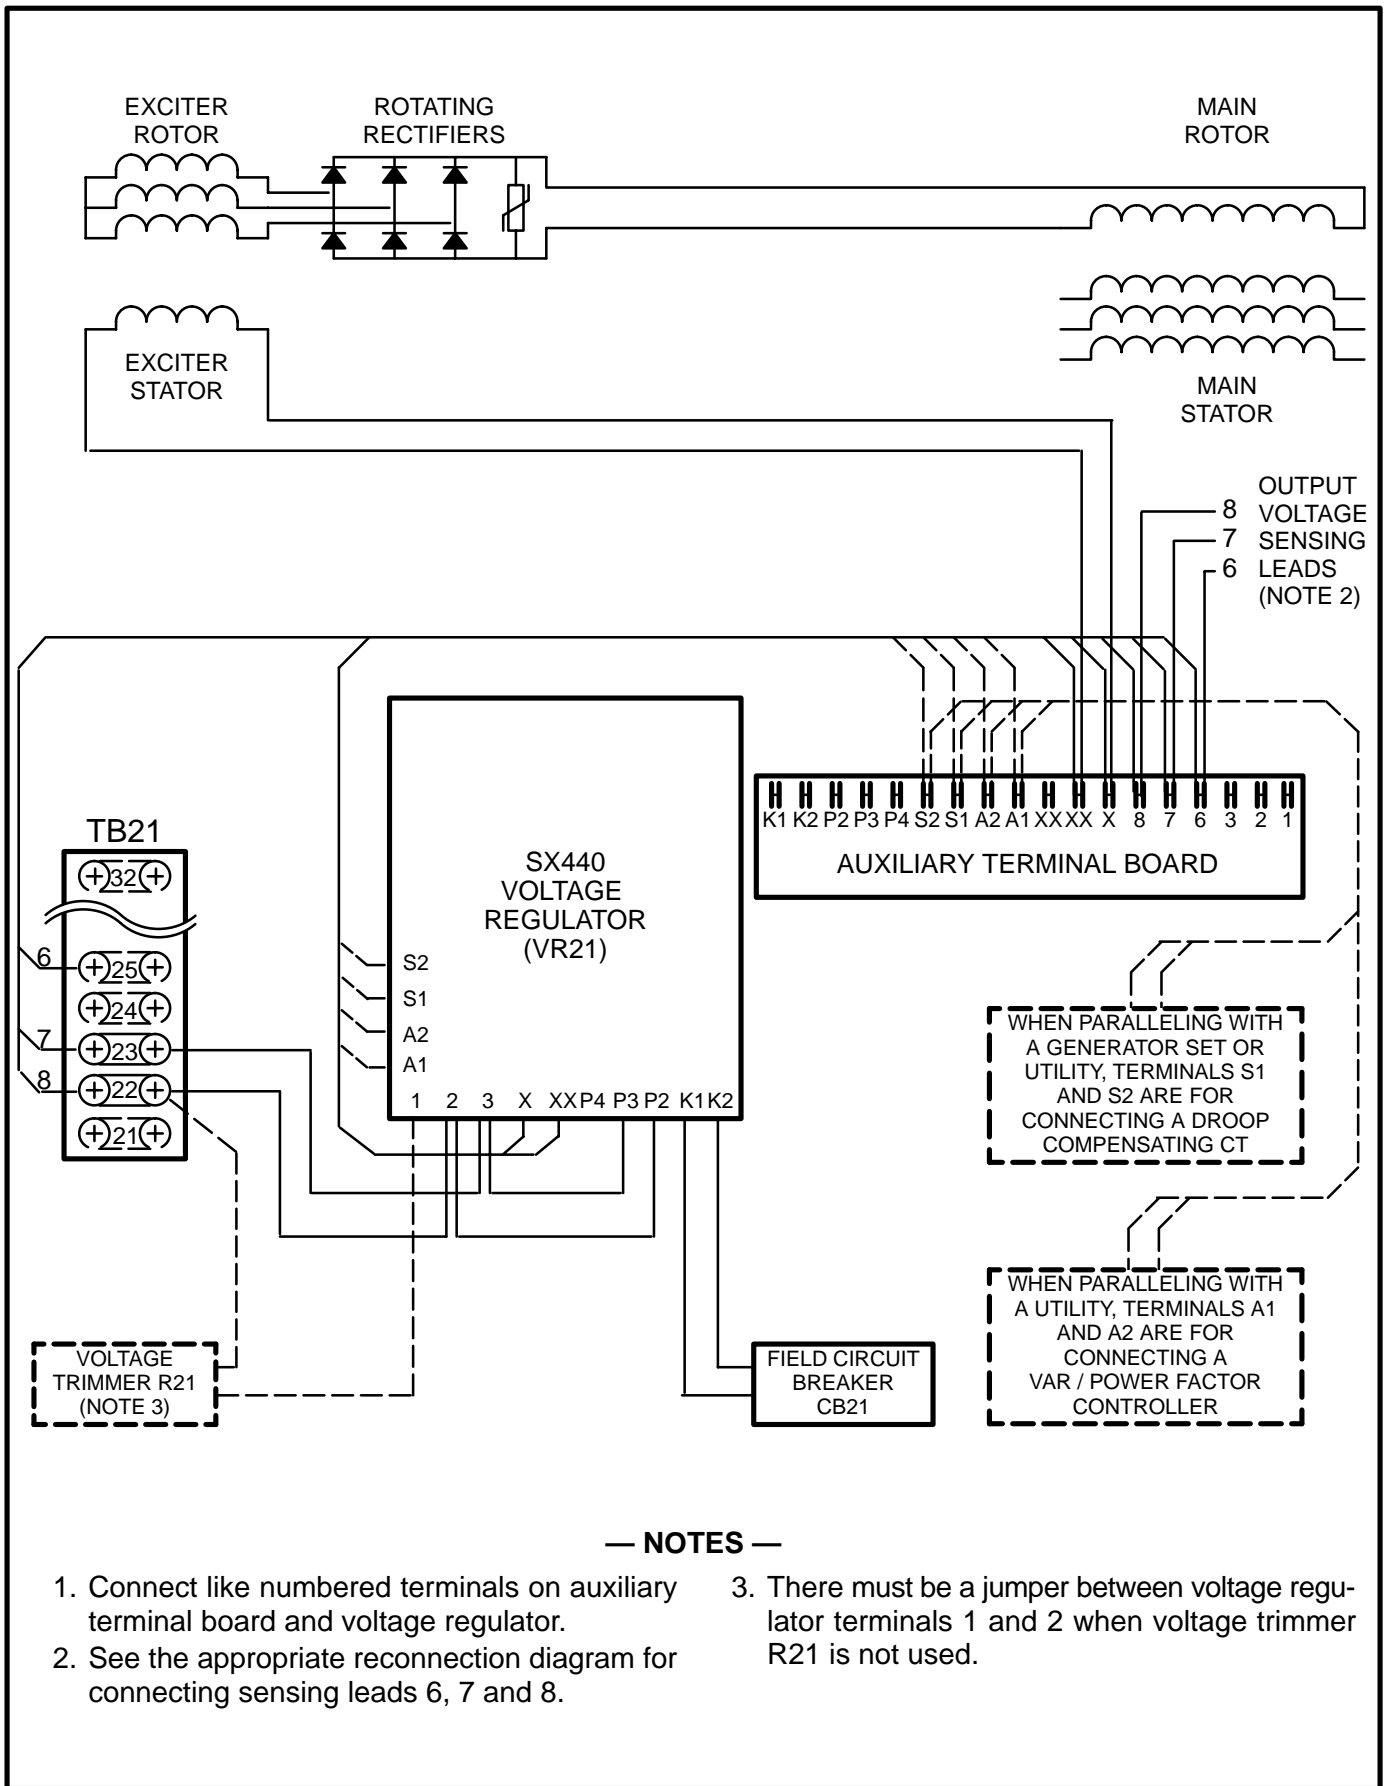 EXCITER
ROTOR
ROTATING
RECTIFIERS
MAIN
ROTOR
EXCITER
STATOR
MAIN
STATOR
8
7
6
OUTPUT
VOLTAGE
SENSING
LEADS
(NOTE 2)
K1 K2 P2 P3 P4 S2 S1 A2 A1 XX XX X 8 7 6 3 2 1
AUXILIARY TERMINAL BOARD
TB21
32
6
25
24
7
23
8
22
21
SX440
VOLTAGE
REGULATOR
(VR21)
S2
S1
A2
A1
1 2 3 X XX P4 P3 P2 K1 K2
WHEN PARALLELING WITH
A GENERATOR SET OR
UTILITY, TERMINALS S1
AND S2 ARE FOR
CONNECTING A DROOP
COMPENSATING CT
WHEN PARALLELING WITH
A UTILITY, TERMINALS A1
AND A2 ARE FOR
CONNECTING A
VAR / POWER FACTOR
CONTROLLER
VOLTAGE
TRIMMER R21
(NOTE 3)
FIELD CIRCUIT
BREAKER
CB21
— NOTES —
1. Connect like numbered terminals on auxiliary
terminal board and voltage regulator.
2. See the appropriate reconnection diagram for
connecting sensing leads 6, 7 and 8.
3. There must be a jumper between voltage regu-
lator terminals 1 and 2 when voltage trimmer
R21 is not used.